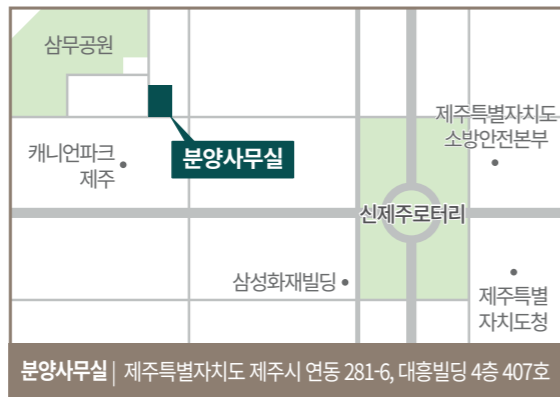 삼무공원
제주특별자치도
소방안전본부
캐니언파크
제주
분양사무실
신제주로터리
삼성화재빌딩
제주특별
자치도청
분양사무실 | 제주특별자치도 제주시 연동 281-6, 대흥빌딩 4층 407호